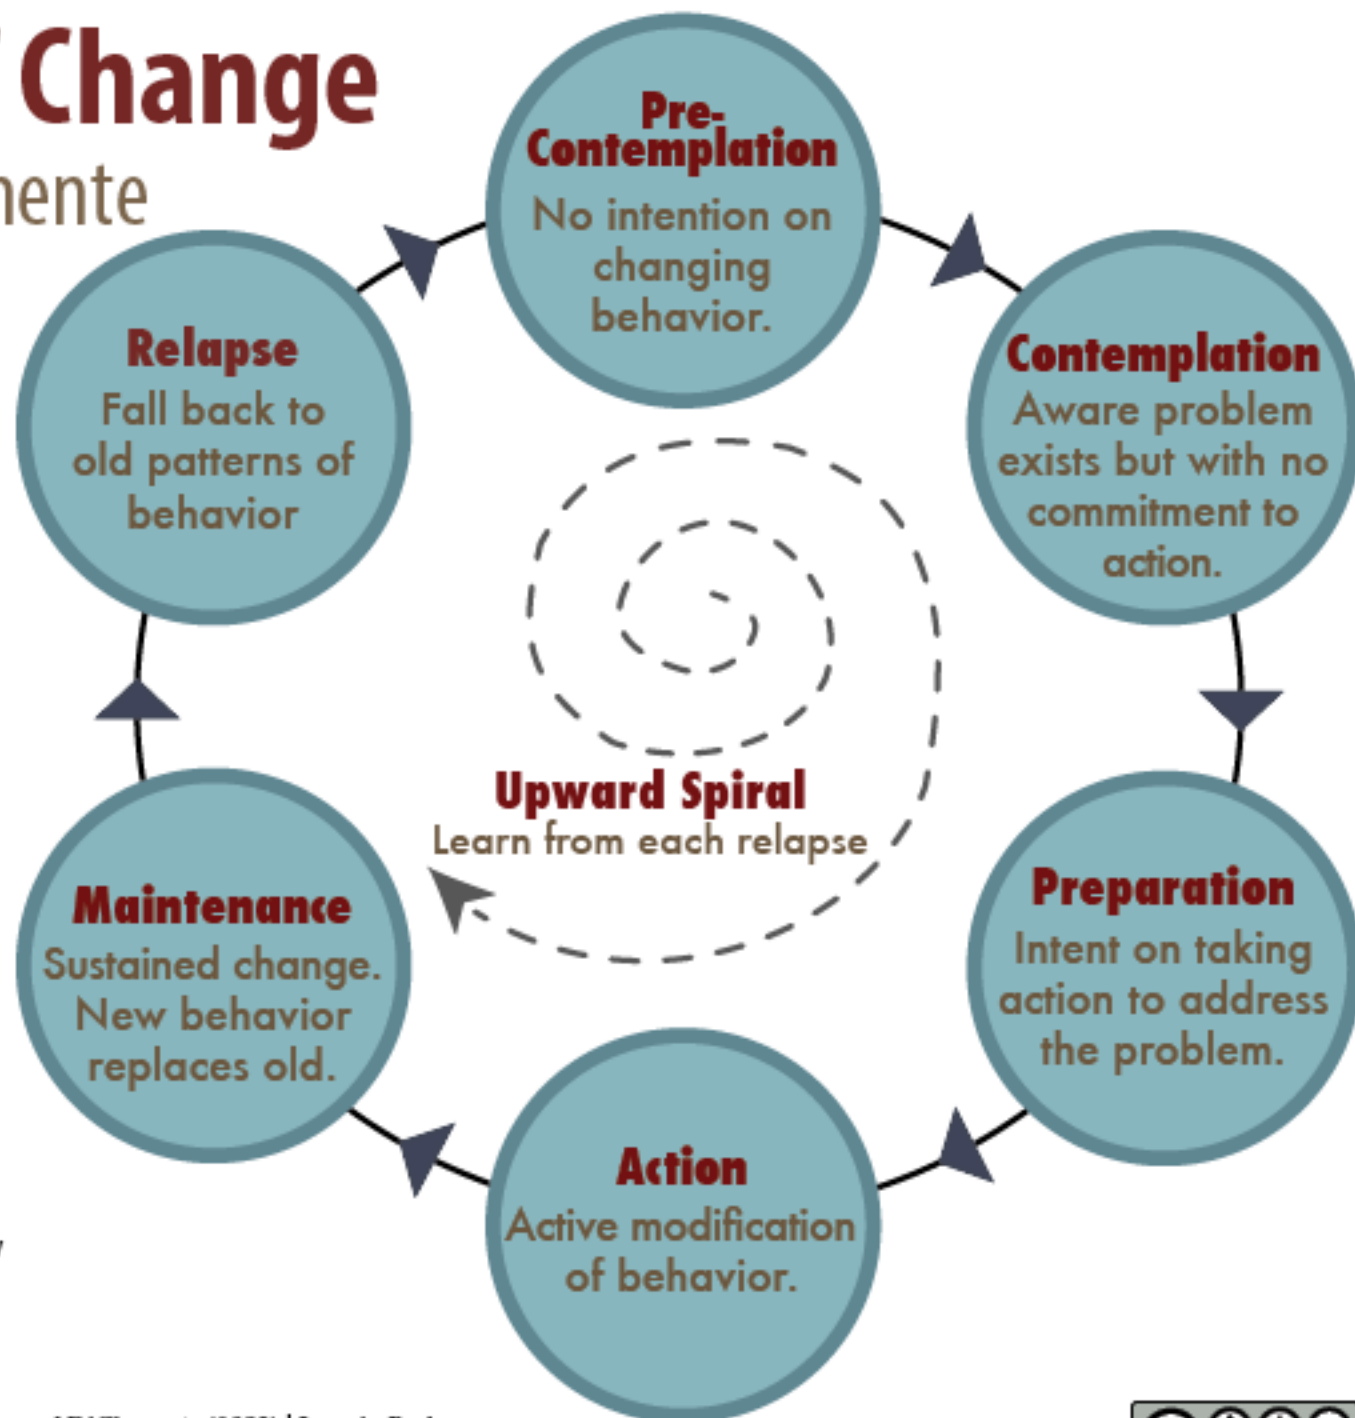 Change
Pre-
Contemplation
No intention on
changing
behavior.
Contemplation
Aware problem
exists but with no
commitment to
action.
Preparation
Intent on taking
action to address
the problem.
Action
Active modification
of behavior.
Maintenance
Sustained change.
New behavior
replaces old.
Relapse
Fall back to
old patterns of
behavior
Upward Spiral
Learn from each relapse